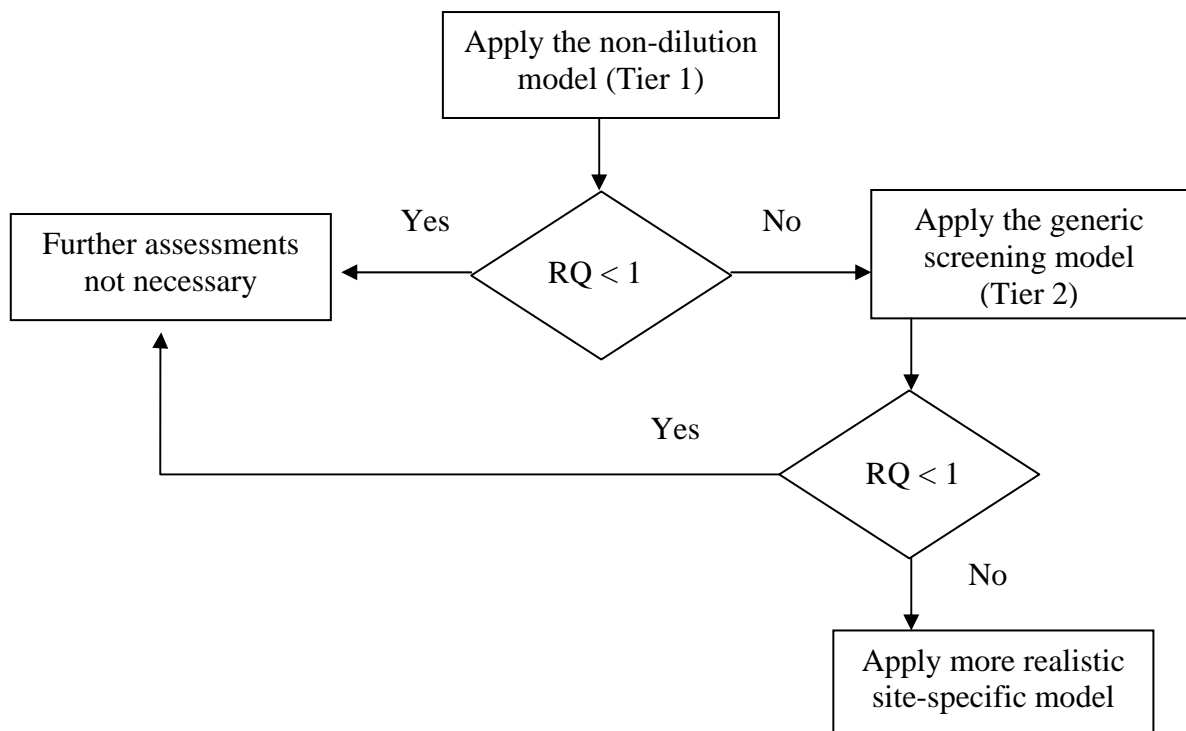 Apply the non-dilution
model (Tier 1)
Yes
No
Further assessments
not necessary
RQ < 1
Apply the generic
screening model
(Tier 2)
Yes
RQ < 1
No
Apply more realistic
site-specific model